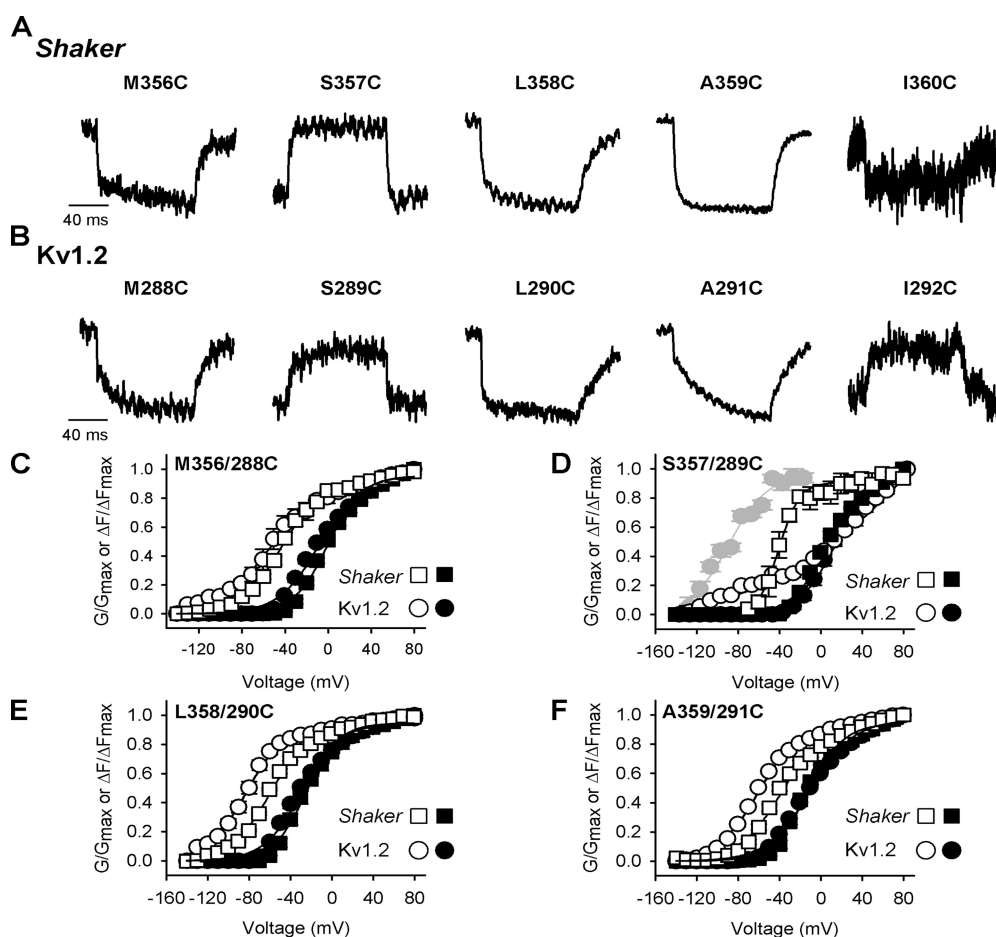 A
Shaker
M356C S357C L358C A359C I360C
40 ms
B
Kv1.2
M288C S289C L290C A291C I292C
40 ms
C
M356/288C
G/Gmax or ΔF/ΔFmax
1.0
0.8
0.6
0.4
0.2
0.0
Shaker
Kv1.2
-120 -80 -40 0 40 80
Voltage (mV)
D
S357/289C
G/Gmax or ΔF/ΔFmax
1.0
0.8
0.6
0.4
0.2
0.0
Shaker
Kv1.2
-160 -120 -80 -40 0 40 80
Voltage (mV)
E
L358/290C
G/Gmax or ΔF/ΔFmax
1.0
0.8
0.6
0.4
0.2
0.0
Shaker
Kv1.2
-160 -120 -80 -40 0 40 80
Voltage (mV)
F
A359/291C
G/Gmax or ΔF/ΔFmax
1.0
0.8
0.6
0.4
0.2
0.0
Shaker
Kv1.2
-160 -120 -80 -40 0 40 80
Voltage (mV)